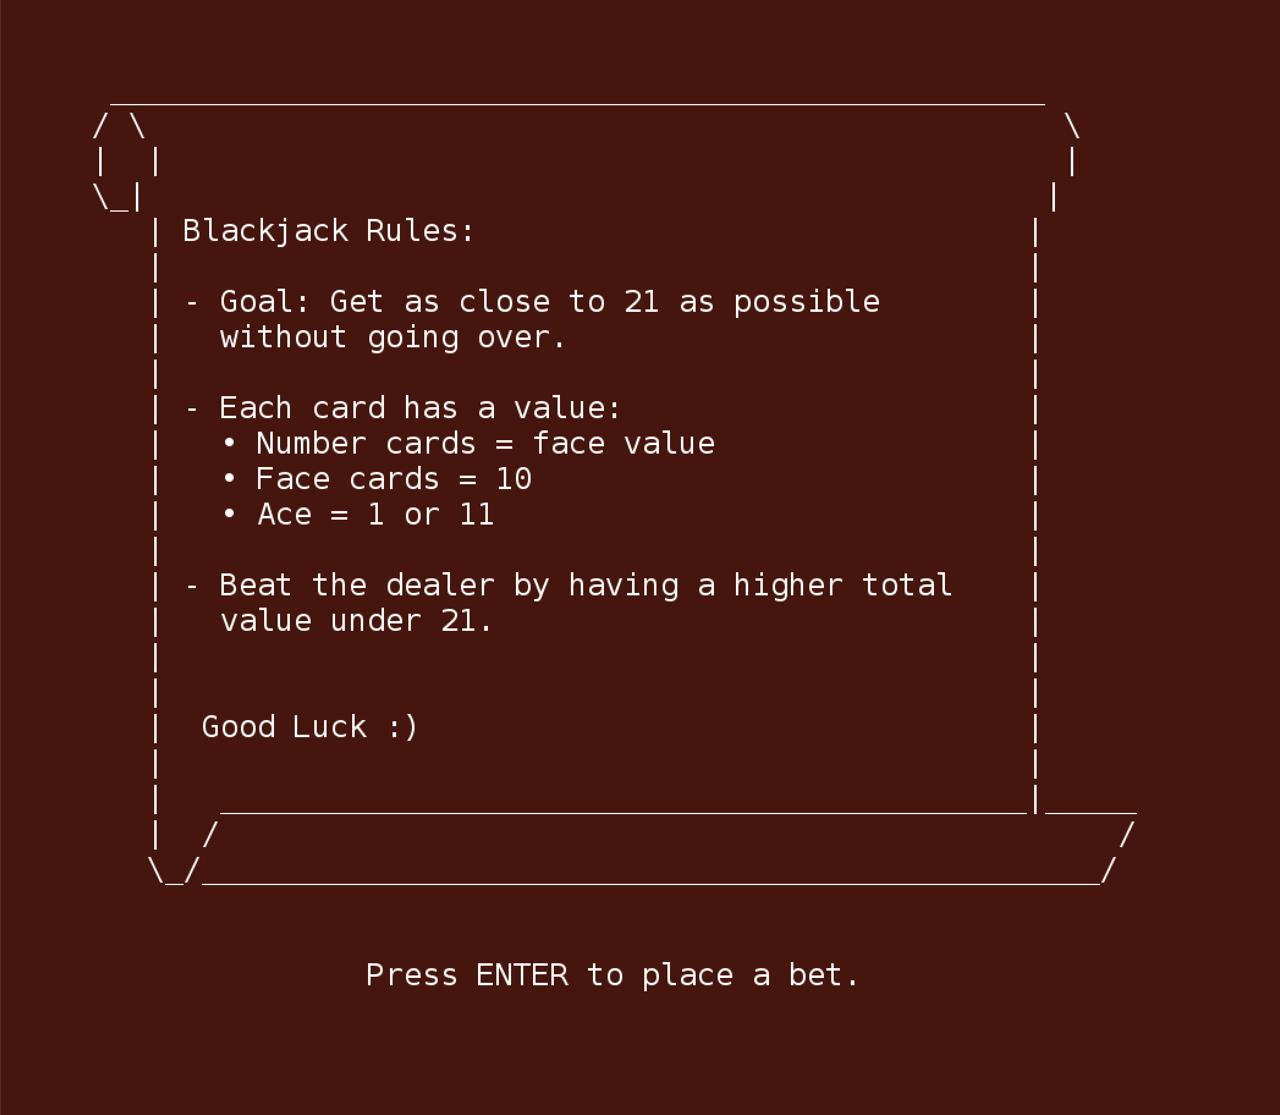 Blackjack Rules:
- Goal: Get as close to 21 as possible
without going over.
- Each card has a value:
• Number cards = face value
• Face cards = 10
• Ace = 1 or 11
- Beat the dealer by having a higher total
value under 21.
Good Luck :)
Press ENTER to place a bet.